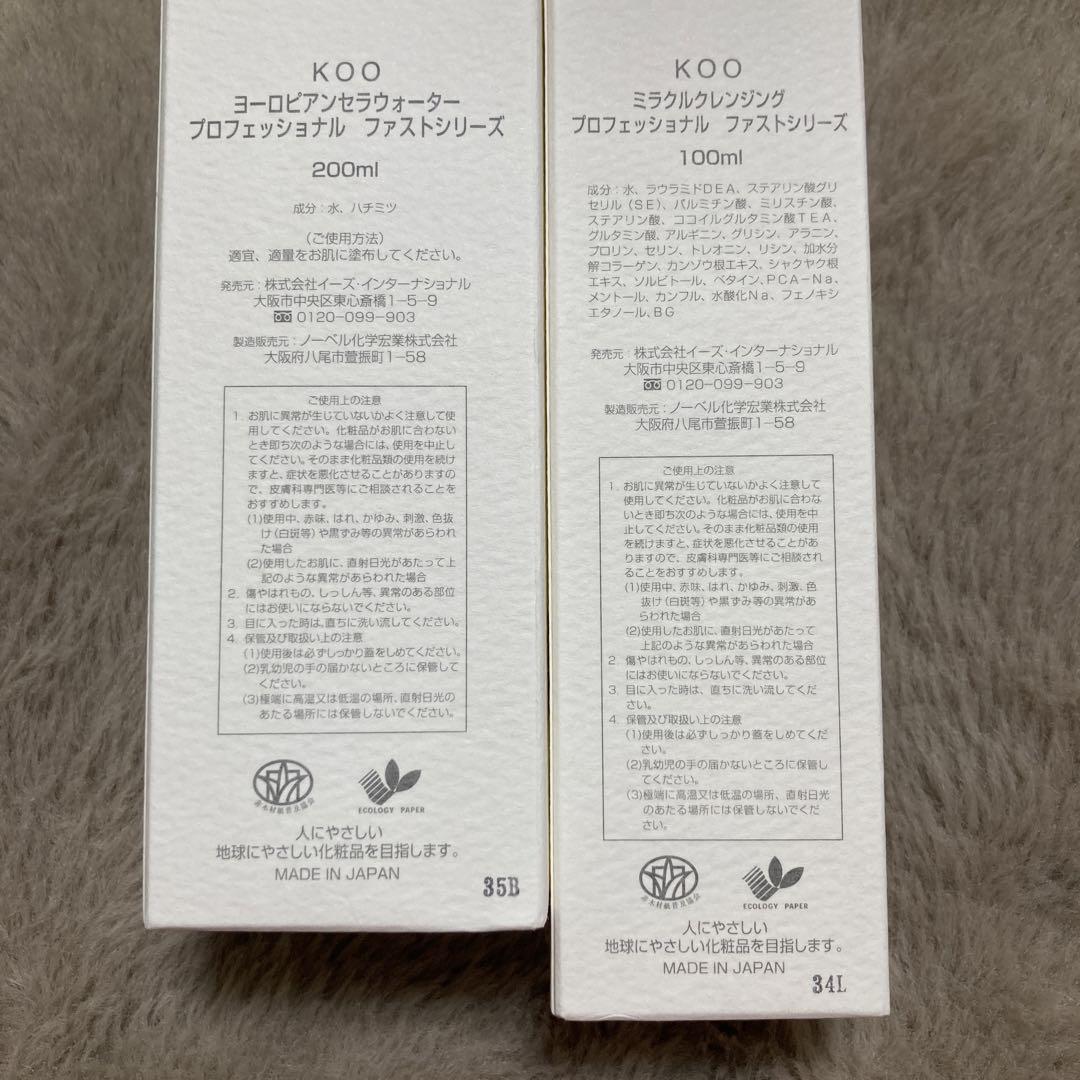 KOO
ヨーロピアンセラウォーター
プロフェッショナル ファストシリーズ
200ml
成分：水、ハチミツ
（ご使用方法）
適宜、適量をお肌に塗布してください。
発売元：株式会社イーズ・インターナショナル
大阪市中央区東心斎橋1-5-9
0120-099-903
製造販売元：ノーベル化学宏業株式会社
大阪府八尾市萱振町1-58
ご使用上の注意
1. お肌に異常が生じていないかよく注意して使
用してください。化粧品がお肌に合わない
とき即ち次のような場合には、使用を中止し
てください。そのまま化粧品類の使用を続け
ますと、症状を悪化させることがありますの
で、皮膚科専門医等にご相談されることを
おすすめします。
(1)使用中、赤味、はれ、かゆみ、刺激、色抜
け（白斑等）や黒ずみ等の異常があらわれ
た場合
(2)使用したお肌に、直射日光があたって上
記のような異常があらわれた場合
2. 傷やはれもの、しっしん等、異常のある部位
にはお使いにならないでください。
3. 目に入った時は、直ちに洗い流してください。
4. 保管及び取扱い上の注意
(1)使用後は必ずしっかり蓋をしめてください。
(2)乳幼児の手の届かないところに保管して
ください。
(3)極端に高温又は低温の場所、直射日光の
あたる場所には保管しないでください。
非木材紙普及協会
ECOLOGY PAPER
人にやさしい
地球にやさしい化粧品を目指します。
MADE IN JAPAN
35B
KOO
ミラクルクレンジング
プロフェッショナル ファストシリーズ
100ml
成分：水、ラウラミドDEA、ステアリン酸グリ
セリル（SE）、パルミチン酸、ミリスチン酸、
ステアリン酸、ココイルグルタミン酸TEA、
グルタミン酸、アルギニン、グリシン、アラニン、
プロリン、セリン、トレオニン、リシン、加水分
解コラーゲン、カンゾウ根エキス、シャクヤク根
エキス、ソルビトール、ベタイン、PCA-Na、
メントール、カンフル、水酸化Na、フェノキシ
エタノール、BG
発売元：株式会社イーズ・インターナショナル
大阪市中央区東心斎橋1-5-9
0120-099-903
製造販売元：ノーベル化学宏業株式会社
大阪府八尾市萱振町1-58
ご使用上の注意
1. お肌に異常が生じていないかよく注意して
使用してください。化粧品がお肌に合わな
いとき即ち次のような場合には、使用を中
止してください。そのまま化粧品類の使用
を続けますと、症状を悪化させることがあ
りますので、皮膚科専門医等にご相談され
ることをおすすめします。
(1)使用中、赤味、はれ、かゆみ、刺激、色
抜け（白斑等）や黒ずみ等の異常があ
らわれた場合
(2)使用したお肌に、直射日光があたって
上記のような異常があらわれた場合
2. 傷やはれもの、しっしん等、異常のある部位
にはお使いにならないでください。
3. 目に入った時は、直ちに洗い流してくだ
さい。
4. 保管及び取扱い上の注意
(1)使用後は必ずしっかり蓋をしめてくだ
さい。
(2)乳幼児の手の届かないところに保管し
てください。
(3)極端に高温又は低温の場所、直射日光
のあたる場所には保管しないでくだ
さい。
非木材紙普及協会
ECOLOGY PAPER
人にやさしい
地球にやさしい化粧品を目指します。
MADE IN JAPAN
34L